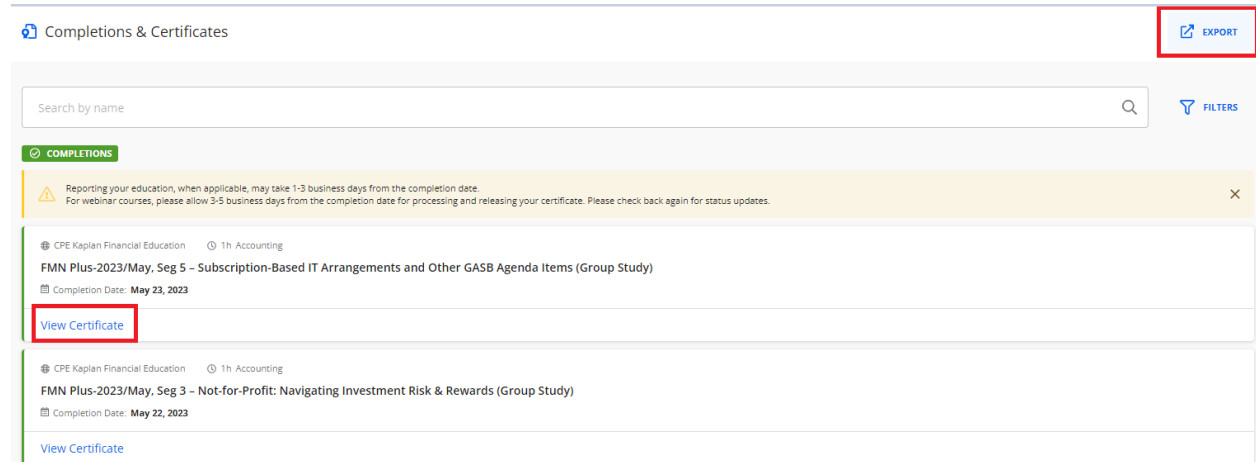 Completions & Certificates
EXPORT
Search by name
FILTERS
COMPLETIONS
Reporting your education, when applicable, may take 1-3 business days from the completion date.
For webinar courses, please allow 3-5 business days from the completion date for processing and releasing your certificate. Please check back again for status updates.
CPE Kaplan Financial Education 1h Accounting
FMN Plus-2023/May, Seg 5 – Subscription-Based IT Arrangements and Other GASB Agenda Items (Group Study)
Completion Date: May 23, 2023
View Certificate
CPE Kaplan Financial Education 1h Accounting
FMN Plus-2023/May, Seg 3 – Not-for-Profit: Navigating Investment Risk & Rewards (Group Study)
Completion Date: May 22, 2023
View Certificate